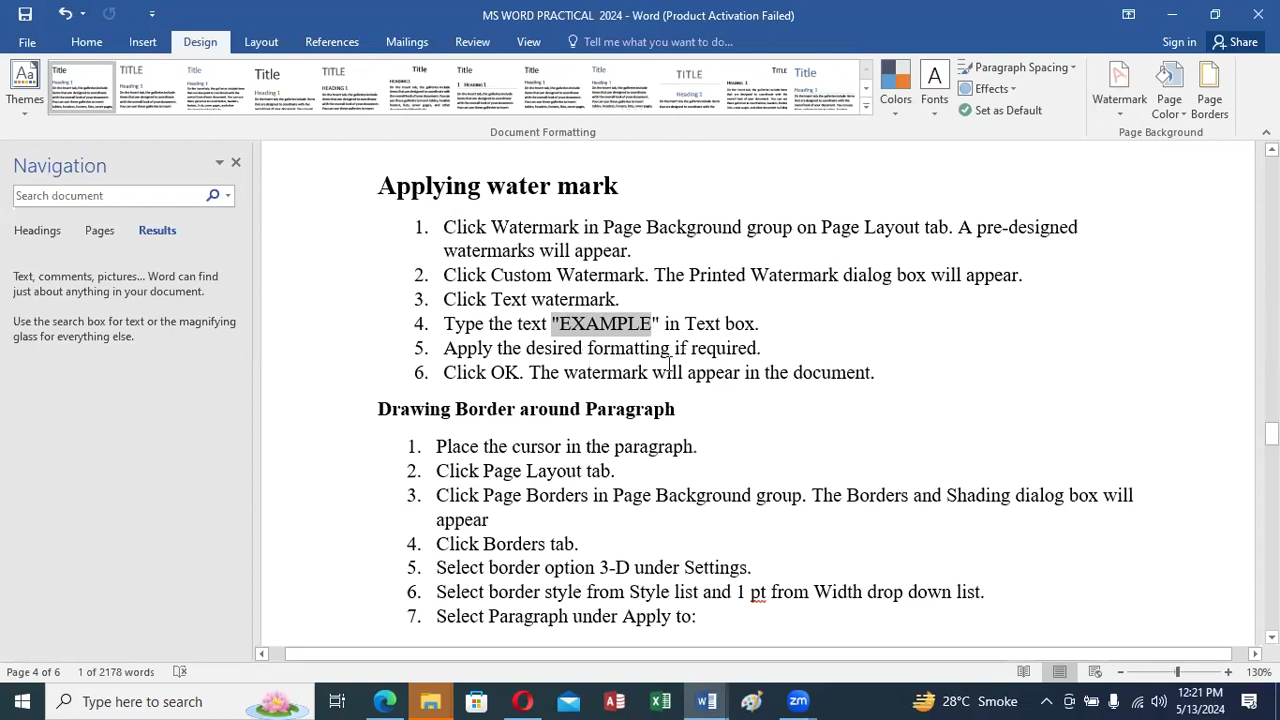 MS WORD PRACTICAL 2024 - Word (Product Activation Failed)
File Home Insert Design Layout References Mailings Review View Tell me what you want to do... Sign in Share
Themes
Colors
Fonts
Paragraph Spacing
Effects
Set as Default
Page Color
Page Borders
Document Formatting
Page Background
Navigation
Search document
Headings Pages Results
Text, comments, pictures... Word can find
just about anything in your document.
Use the search box for text or the magnifying
glass for everything else.
Applying water mark
1. Click Watermark in Page Background group on Page Layout tab. A pre-designed
watermarks will appear.
2. Click Custom Watermark. The Printed Watermark dialog box will appear.
3. Click Text watermark.
4. Type the text "EXAMPLE" in Text box.
5. Apply the desired formatting if required.
6. Click OK. The watermark will appear in the document.
Drawing Border around Paragraph
1. Place the cursor in the paragraph.
2. Click Page Layout tab.
3. Click Page Borders in Page Background group. The Borders and Shading dialog box will
appear
4. Click Borders tab.
5. Select border option 3-D under Settings.
6. Select border style from Style list and 1 pt from Width drop down list.
7. Select Paragraph under Apply to:
Page 4 of 6 1 of 2178 words 130%
Type here to search
28°C Smoke
12:21 PM
5/13/2024